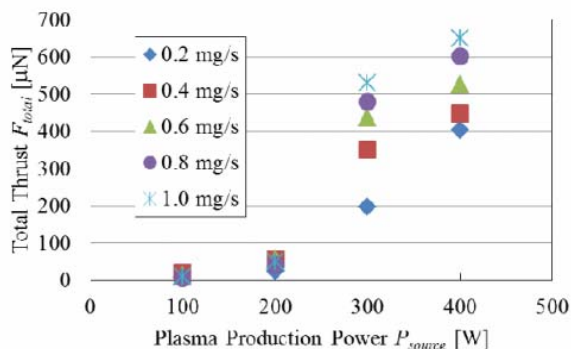 700
600
500
400
300
200
100
0
Total Thrust F_total [μN]
0.2 mg/s
0.4 mg/s
0.6 mg/s
0.8 mg/s
1.0 mg/s
0 100 200 300 400 500
Plasma Production Power P_source [W]